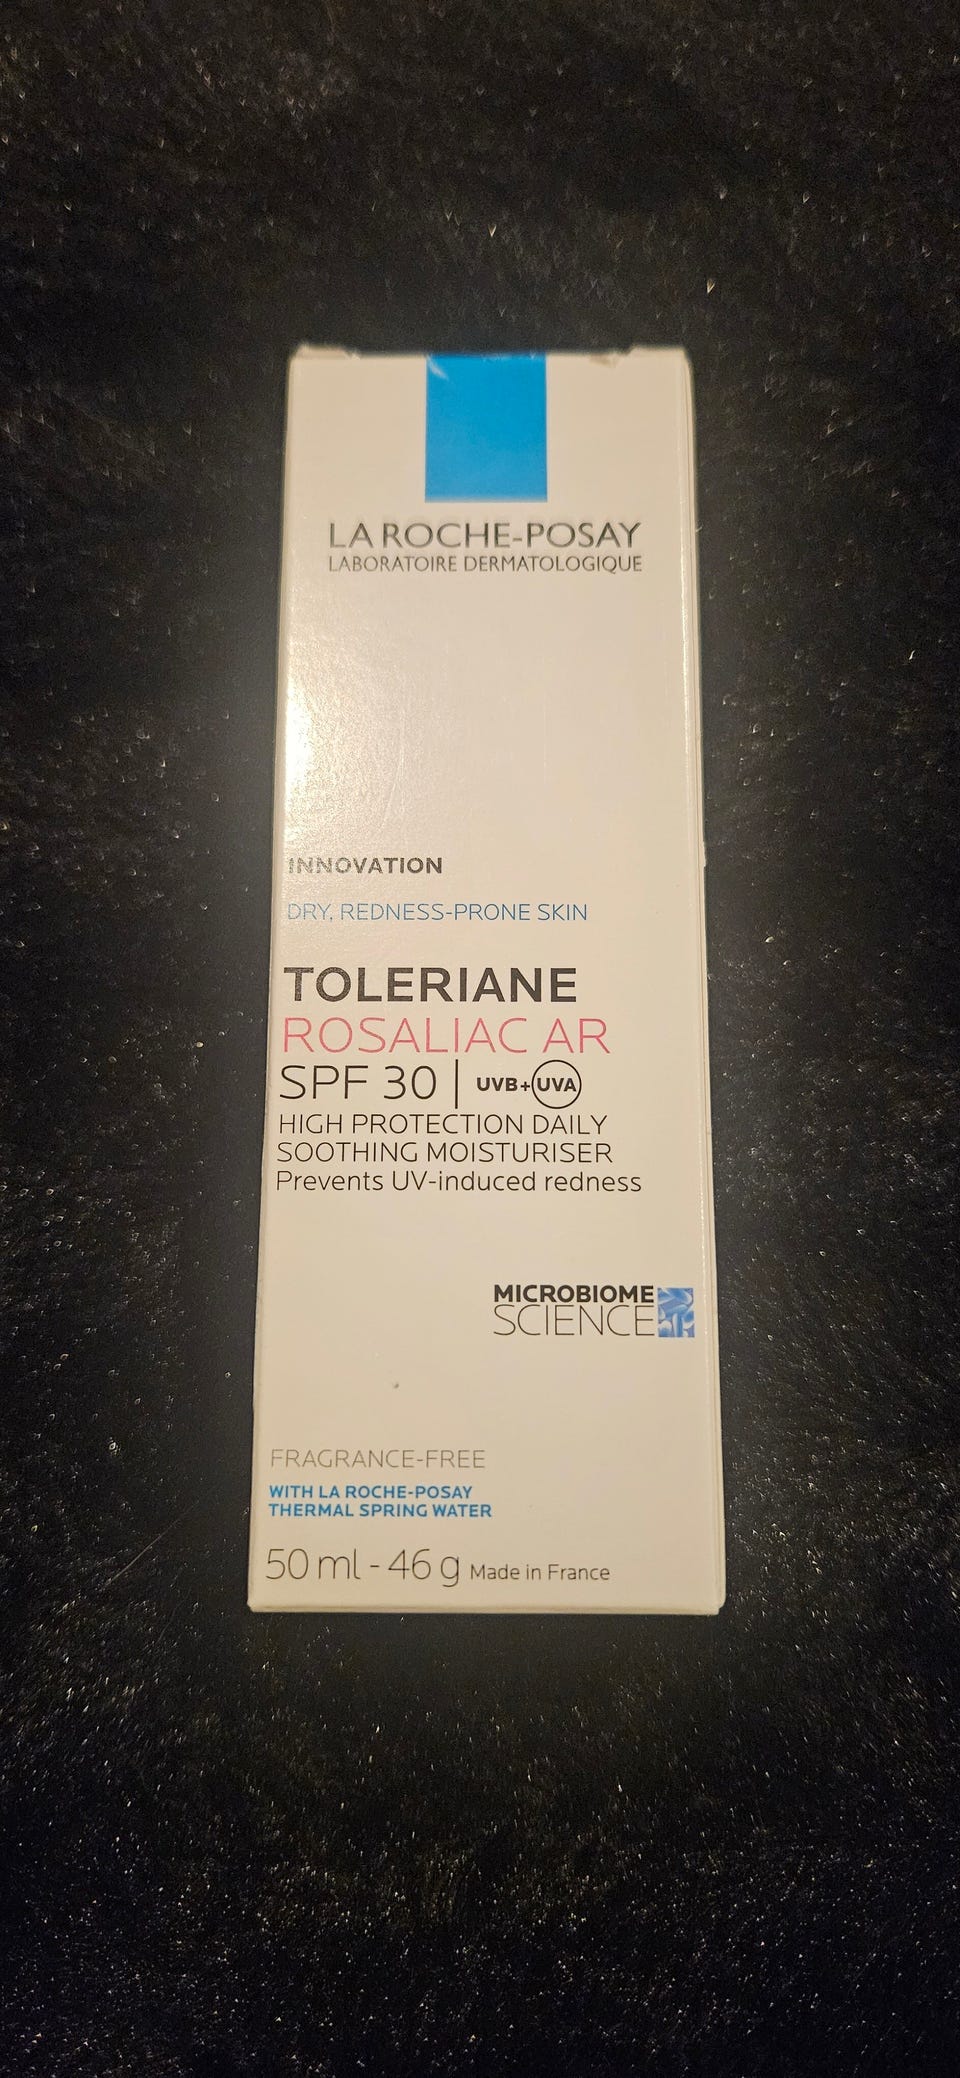 LA ROCHE-POSAY
LABORATOIRE DERMATOLOGIQUE
INNOVATION
DRY, REDNESS-PRONE SKIN
TOLERIANE
ROSALIAC AR
SPF 30 | UVB+UVA
HIGH PROTECTION DAILY
SOOTHING MOISTURISER
Prevents UV-induced redness
MICROBIOME
SCIENCE
FRAGRANCE-FREE
WITH LA ROCHE-POSAY
THERMAL SPRING WATER
50 ml - 46 g Made in France